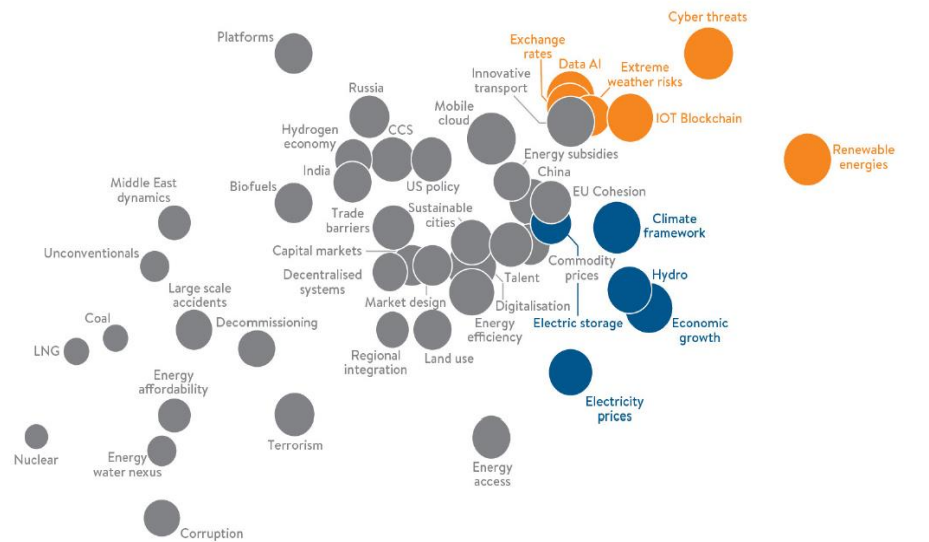 Cyber threats
Platforms
Exchange
rates
Data AI
Extreme
weather risks
Innovative
transport
Russia
Mobile
cloud
IOT Blockchain
Hydrogen
economy
CCS
Renewable
energies
Energy subsidies
India
China
US policy
Biofuels
Middle East
dynamics
EU Cohesion
Trade
barriers
Sustainable
cities
Climate
framework
Unconventionals
Capital markets
Commodity
prices
Decentralised
systems
Talent
Hydro
Large scale
accidents
Market design
Digitalisation
Coal
Decommissioning
Energy
efficiency
Electric storage
Economic
growth
LNG
Regional
integration
Land use
Energy
affordability
Electricity
prices
Terrorism
Nuclear
Energy
water nexus
Energy
access
Corruption